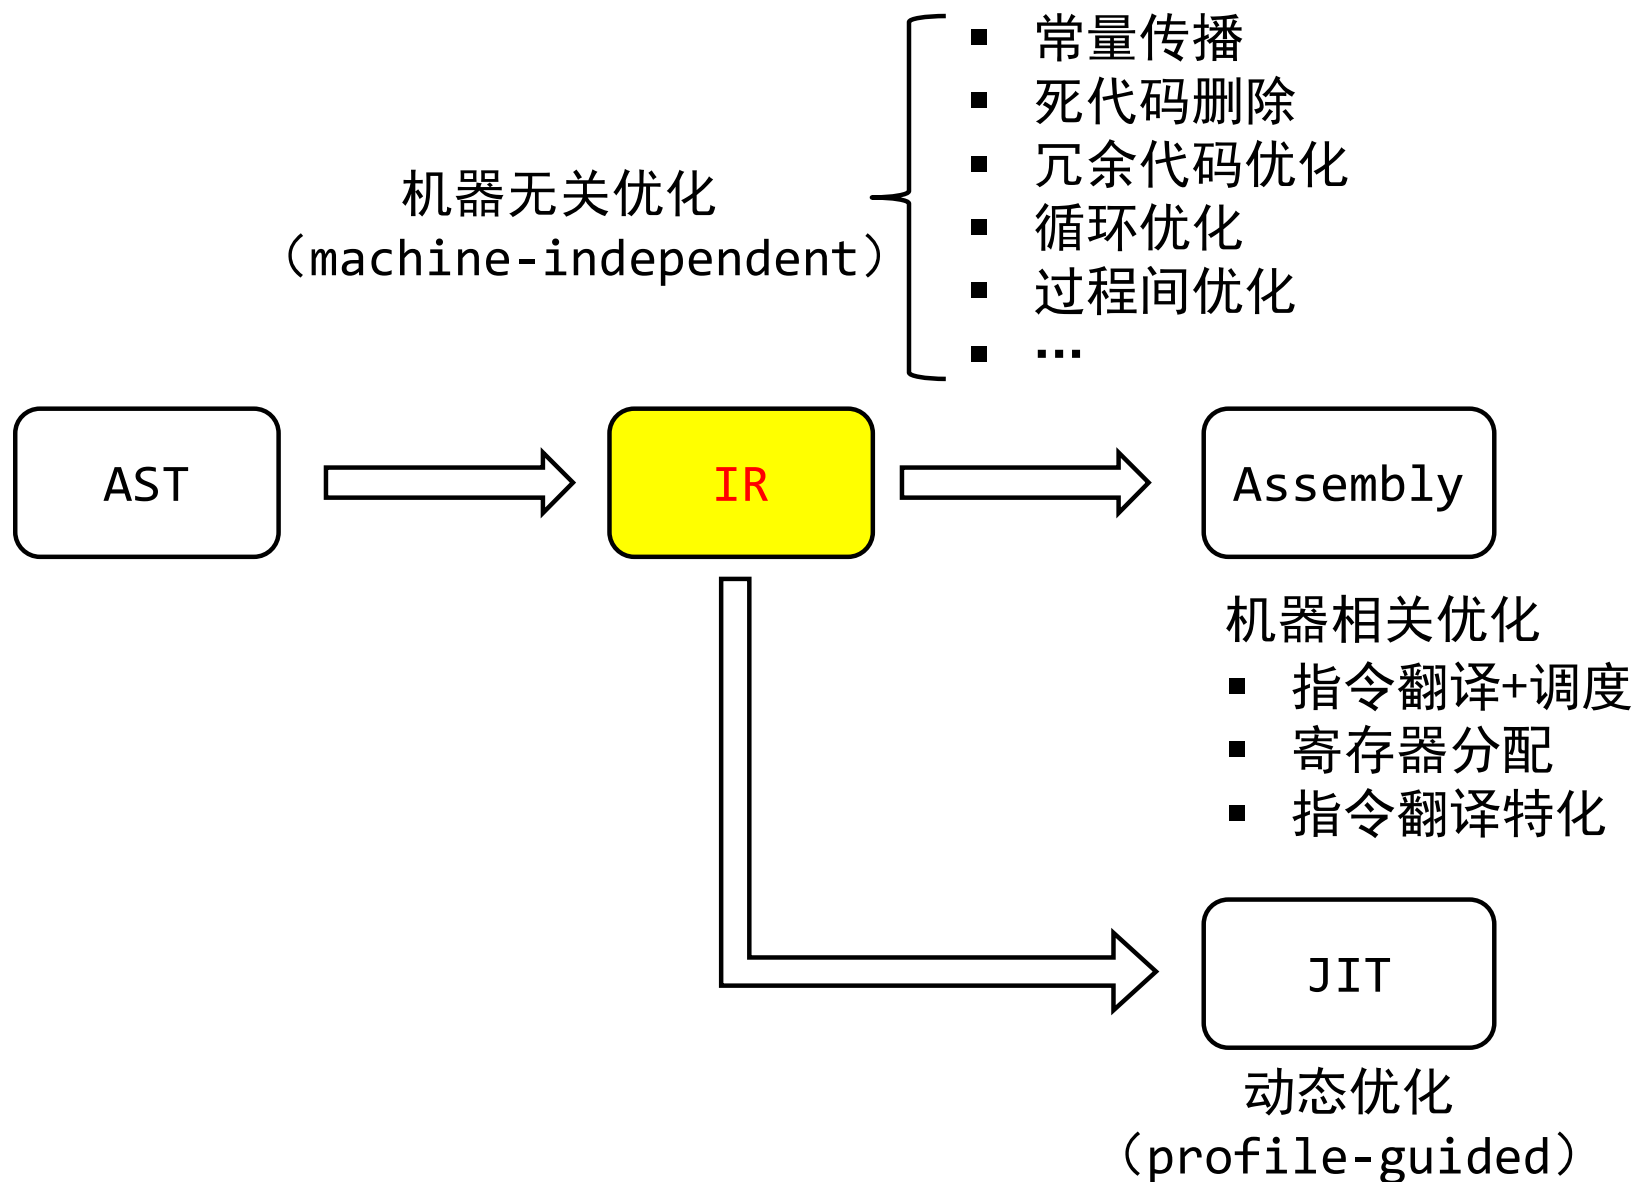 常量传播
死代码删除
冗余代码优化
循环优化
过程间优化
…
机器无关优化
（machine-independent）
AST
IR
Assembly
机器相关优化
指令翻译+调度
寄存器分配
指令翻译特化
JIT
动态优化
（profile-guided）